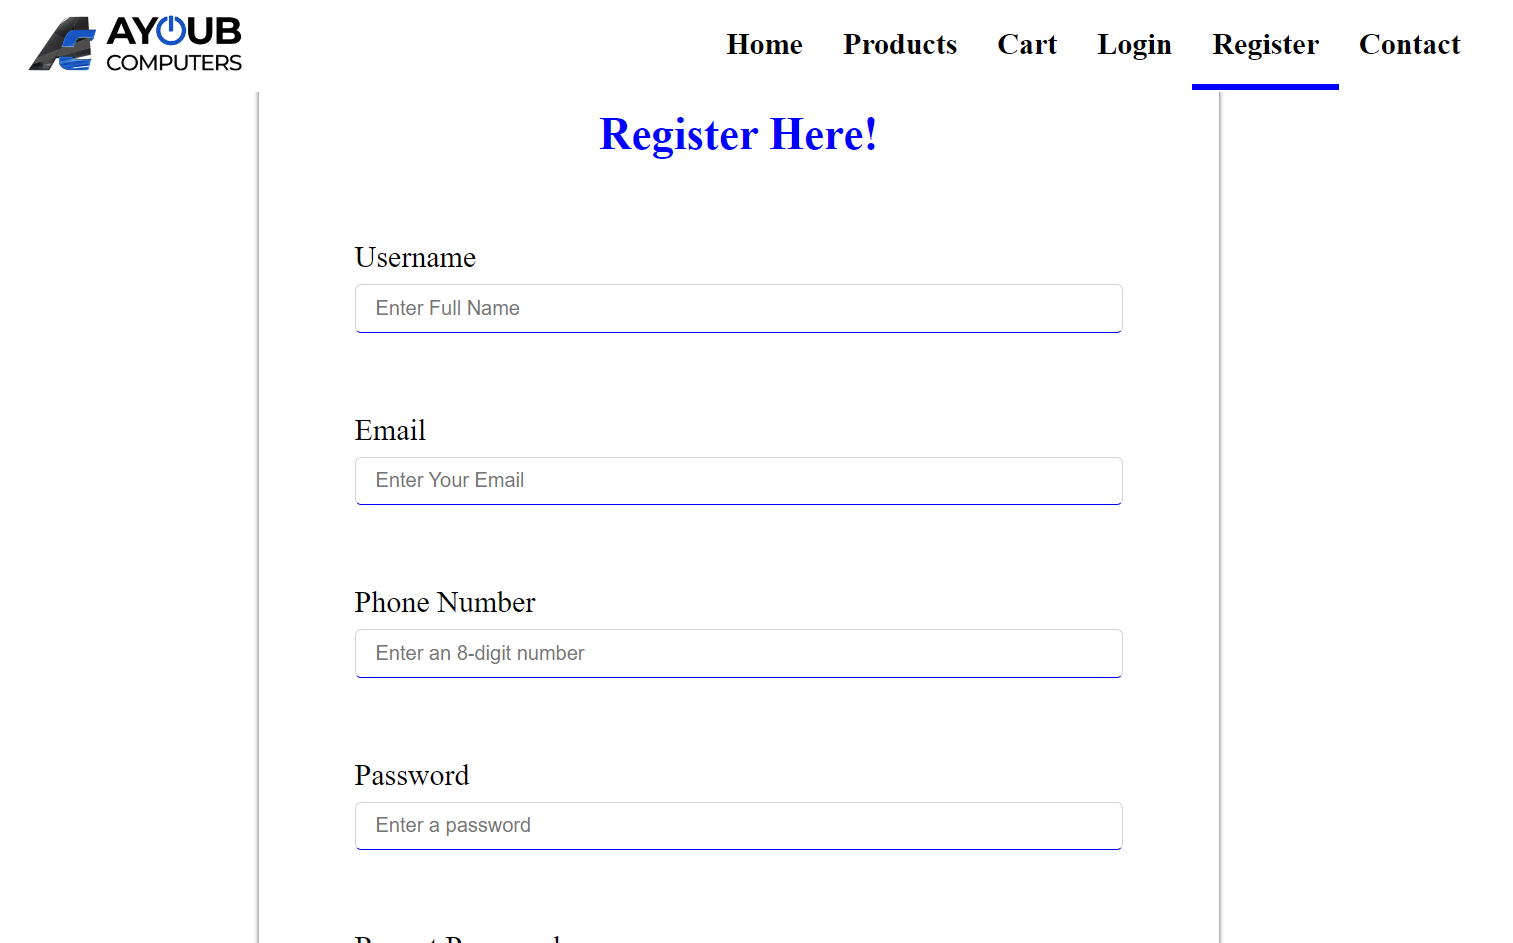 AYOUB
COMPUTERS
Home Products Cart Login Register Contact
Register Here!
Username
Enter Full Name
Email
Enter Your Email
Phone Number
Enter an 8-digit number
Password
Enter a password